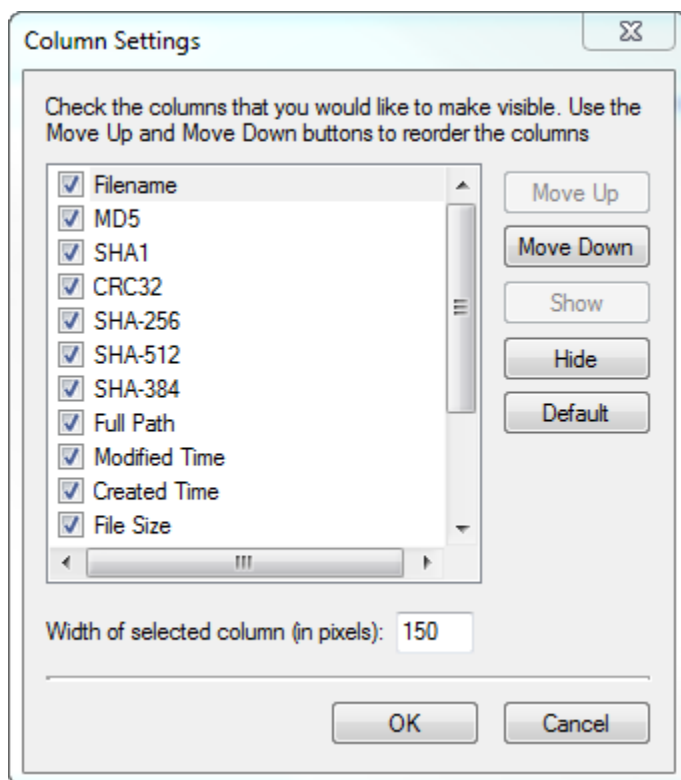 Column Settings
Check the columns that you would like to make visible. Use the
Move Up and Move Down buttons to reorder the columns
Filename
MD5
SHA1
CRC32
SHA-256
SHA-512
SHA-384
Full Path
Modified Time
Created Time
File Size
Move Up
Move Down
Show
Hide
Default
Width of selected column (in pixels): 150
OK
Cancel